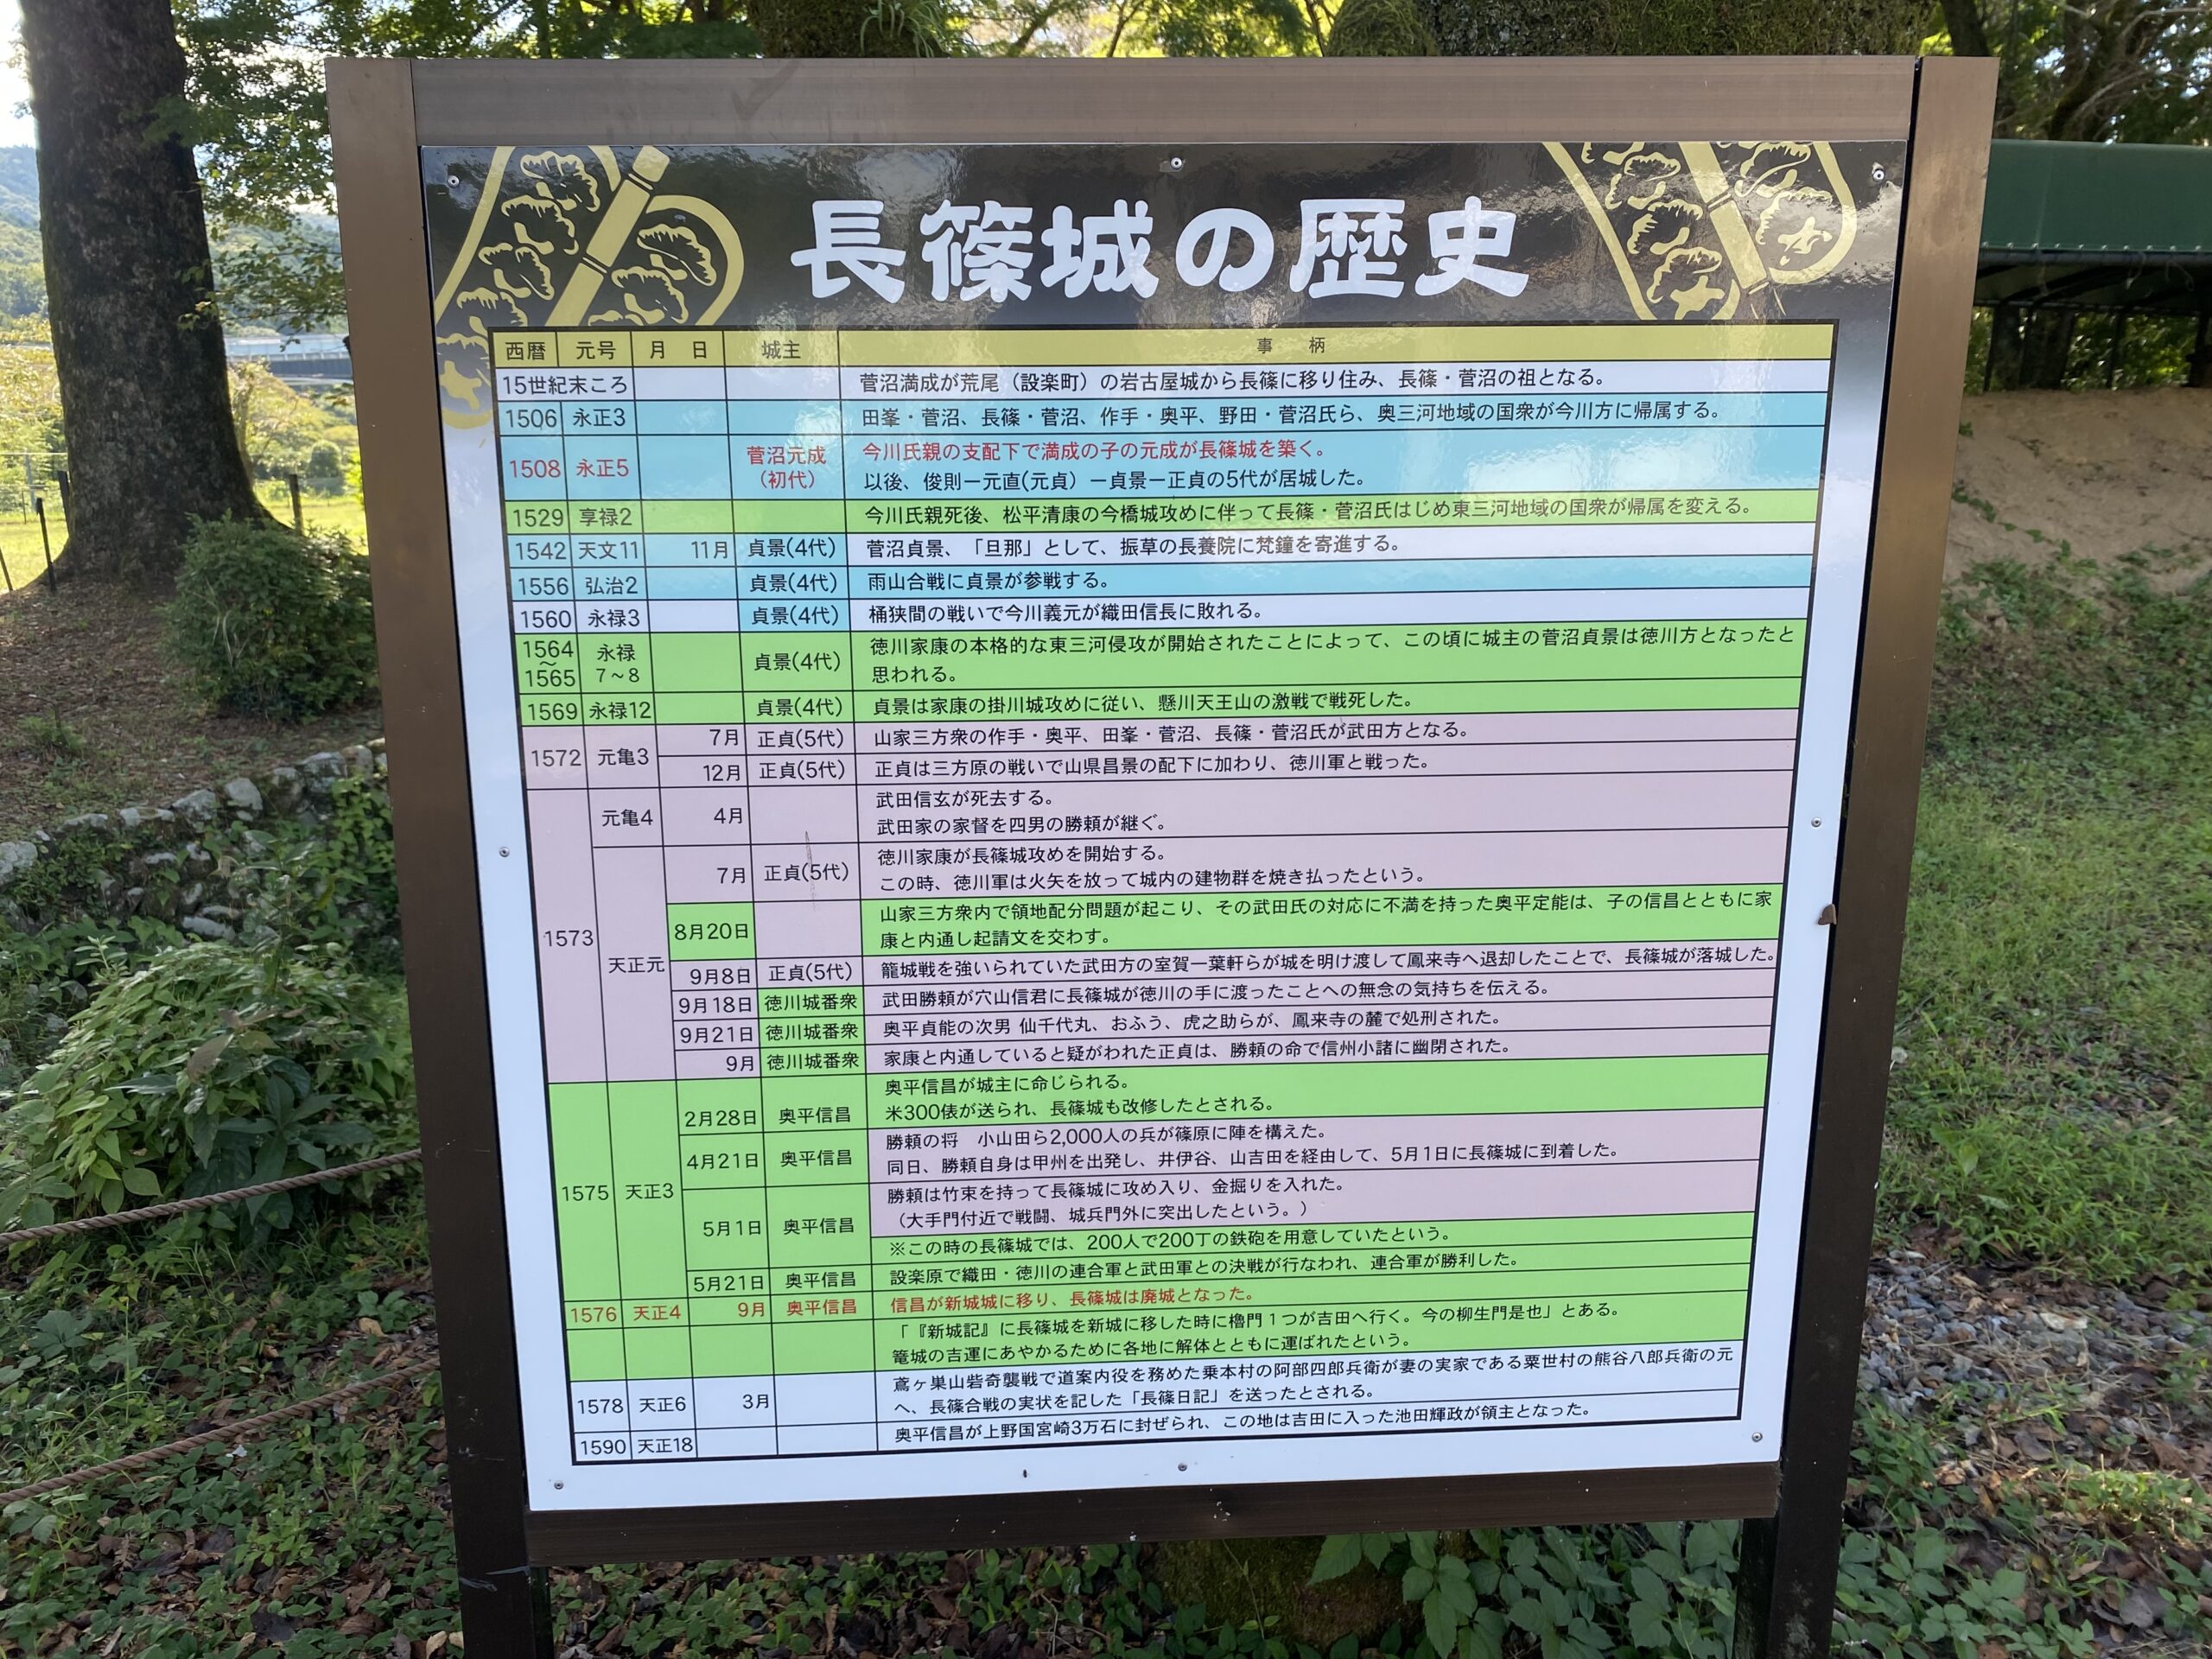 長篠城の歴史
西暦 元号 月 日 城主 事 柄
15世紀末ころ 菅沼満成が荒尾（設楽町）の岩古屋城から長篠に移り住み、長篠・菅沼の祖となる。
1506 永正3 田峯・菅沼、長篠・菅沼、作手・奥平、野田・菅沼氏ら、奥三河地域の国衆が今川方に帰属する。
1508 永正5 菅沼元成
（初代）
今川氏親の支配下で満成の子の元成が長篠城を築く。
以後、俊則ー元直(元貞）ー貞景ー正貞の5代が居城した。
1529 享禄2 今川氏親死後、松平清康の今橋城攻めに伴って長篠・菅沼氏はじめ東三河地域の国衆が帰属を変える。
1542 天文11 11月 貞景(4代) 菅沼貞景、「旦那」として、振草の長養院に梵鐘を寄進する。
1556 弘治2 貞景(4代) 雨山合戦に貞景が参戦する。
1560 永禄3 貞景(4代) 桶狭間の戦いで今川義元が織田信長に敗れる。
1564
～
1565
永禄
7～8
貞景(4代)
徳川家康の本格的な東三河侵攻が開始されたことによって、この頃に城主の菅沼貞景は徳川方となったと
思われる。
1569 永禄12 貞景(4代) 貞景は家康の掛川城攻めに従い、懸川天王山の激戦で戦死した。
1572 元亀3 7月 正貞(5代) 山家三方衆の作手・奥平、田峯・菅沼、長篠・菅沼氏が武田方となる。
12月 正貞(5代) 正貞は三方原の戦いで山県昌景の配下に加わり、徳川軍と戦った。
1573 元亀4 4月 武田信玄が死去する。
武田家の家督を四男の勝頼が継ぐ。
天正元 7月 正貞(5代) 徳川家康が長篠城攻めを開始する。
この時、徳川軍は火矢を放って城内の建物群を焼き払ったという。
8月20日 山家三方衆内で領地配分問題が起こり、その武田氏の対応に不満を持った奥平定能は、子の信昌とともに家
康と内通し起請文を交わす。
9月8日 正貞(5代) 籠城戦を強いられていた武田方の室賀一葉軒らが城を明け渡して鳳来寺へ退却したことで、長篠城が落城した。
9月18日 徳川城番衆 武田勝頼が穴山信君に長篠城が徳川の手に渡ったことへの無念の気持ちを伝える。
9月21日 徳川城番衆 奥平貞能の次男 仙千代丸、おふう、虎之助らが、鳳来寺の麓で処刑された。
9月 徳川城番衆 家康と内通していると疑がわれた正貞は、勝頼の命で信州小諸に幽閉された。
1575 天正3 2月28日 奥平信昌 奥平信昌が城主に命じられる。
米300俵が送られ、長篠城も改修したとされる。
4月21日 奥平信昌 勝頼の将　小山田ら2,000人の兵が篠原に陣を構えた。
同日、勝頼自身は甲州を出発し、井伊谷、山吉田を経由して、5月1日に長篠城に到着した。
5月1日 奥平信昌 勝頼は竹束を持って長篠城に攻め入り、金掘りを入れた。
（大手門付近で戦闘、城兵門外に突出したという。）
※この時の長篠城では、200人で200丁の鉄砲を用意していたという。
5月21日 奥平信昌 設楽原で織田・徳川の連合軍と武田軍との決戦が行なわれ、連合軍が勝利した。
1576 天正4 9月 奥平信昌 信昌が新城城に移り、長篠城は廃城となった。
「『新城記』に長篠城を新城に移した時に櫓門１つが吉田へ行く。今の柳生門是也」とある。
篭城の吉運にあやかるために各地に解体とともに運ばれたという。
1578 天正6 3月 鳶ヶ巣山砦奇襲戦で道案内役を務めた乗本村の阿部四郎兵衛が妻の実家である粟世村の熊谷八郎兵衛の元
へ、長篠合戦の実状を記した「長篠日記」を送ったとされる。
1590 天正18 奥平信昌が上野国宮崎3万石に封ぜられ、この地は吉田に入った池田輝政が領主となった。